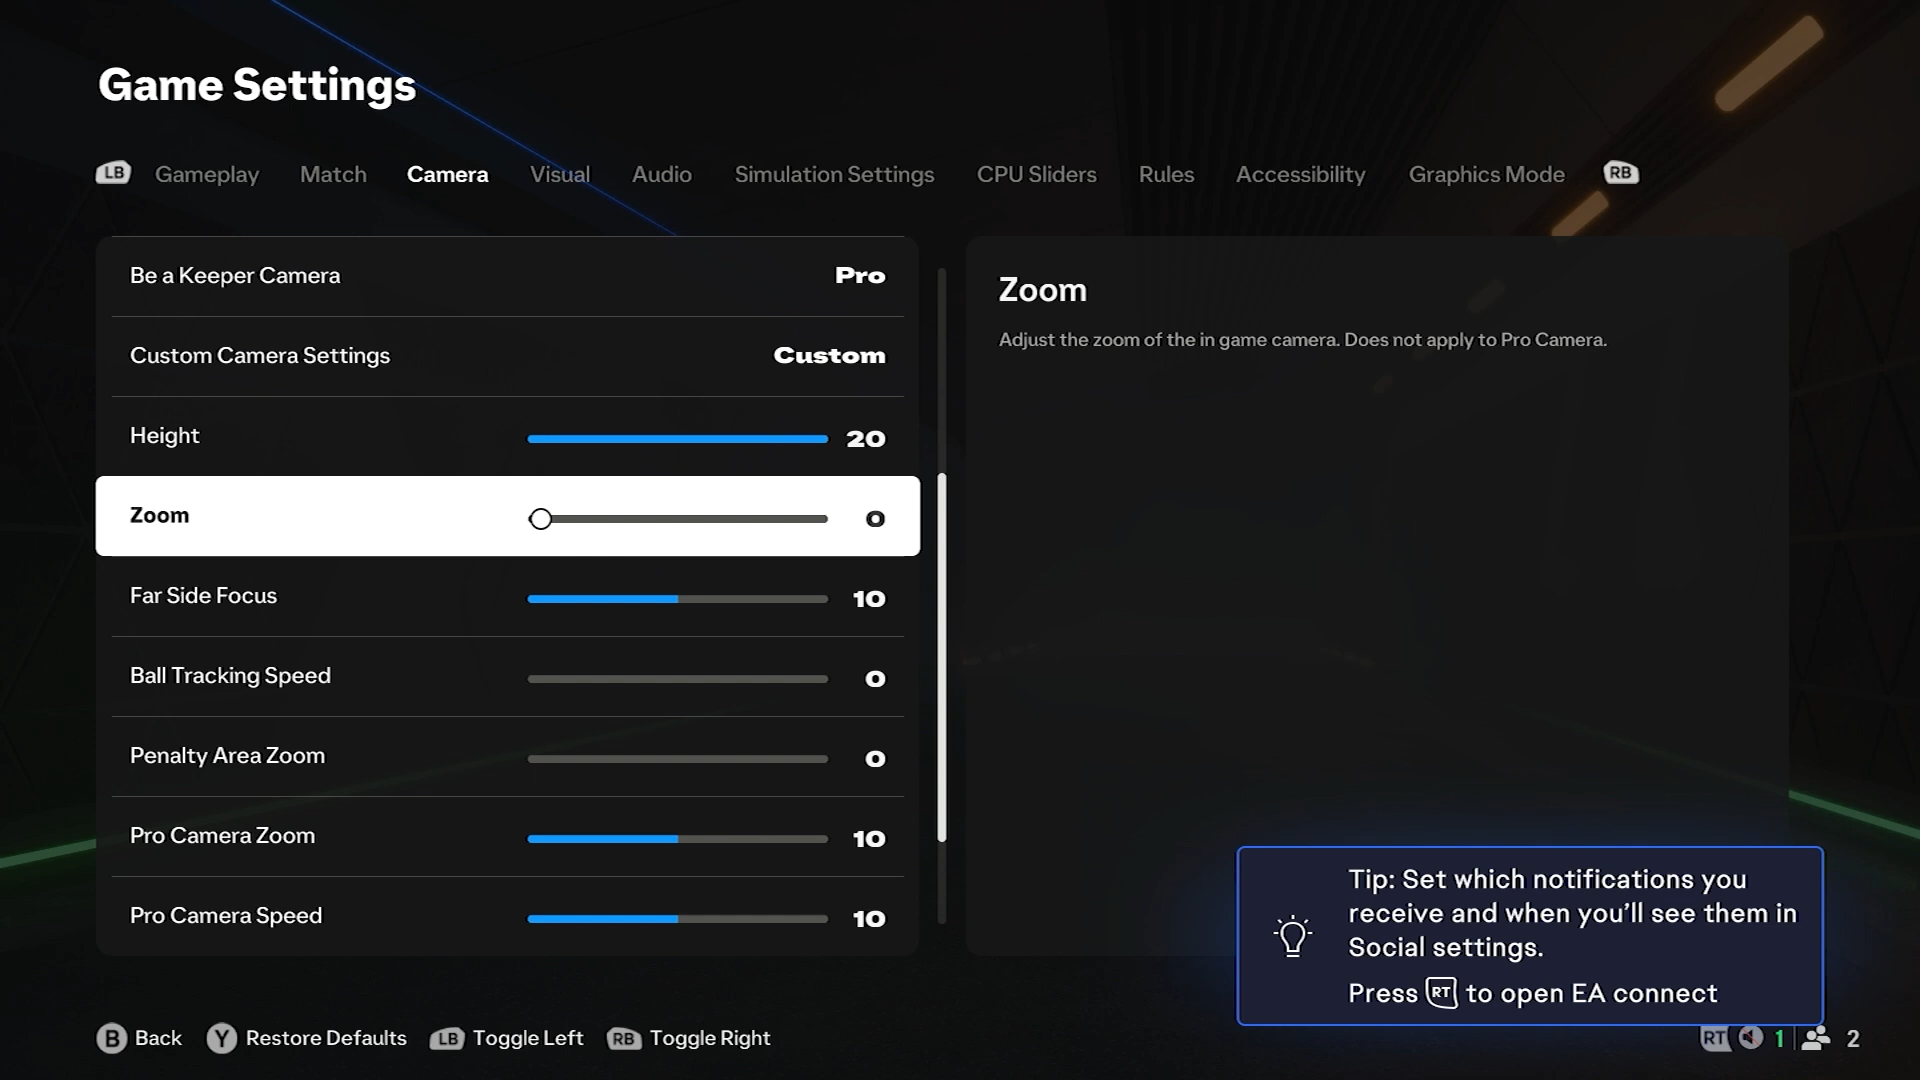 Game Settings
LB Gameplay Match Camera Visual Audio Simulation Settings CPU Sliders Rules Accessibility Graphics Mode RB
Be a Keeper Camera Pro
Custom Camera Settings Custom
Height 20
Zoom 0
Far Side Focus 10
Ball Tracking Speed 0
Penalty Area Zoom 0
Pro Camera Zoom 10
Pro Camera Speed 10
Zoom
Adjust the zoom of the in game camera. Does not apply to Pro Camera.
Tip: Set which notifications you
receive and when you'll see them in
Social settings.
Press RT to open EA connect
B Back Y Restore Defaults LB Toggle Left RB Toggle Right
RT 1 2